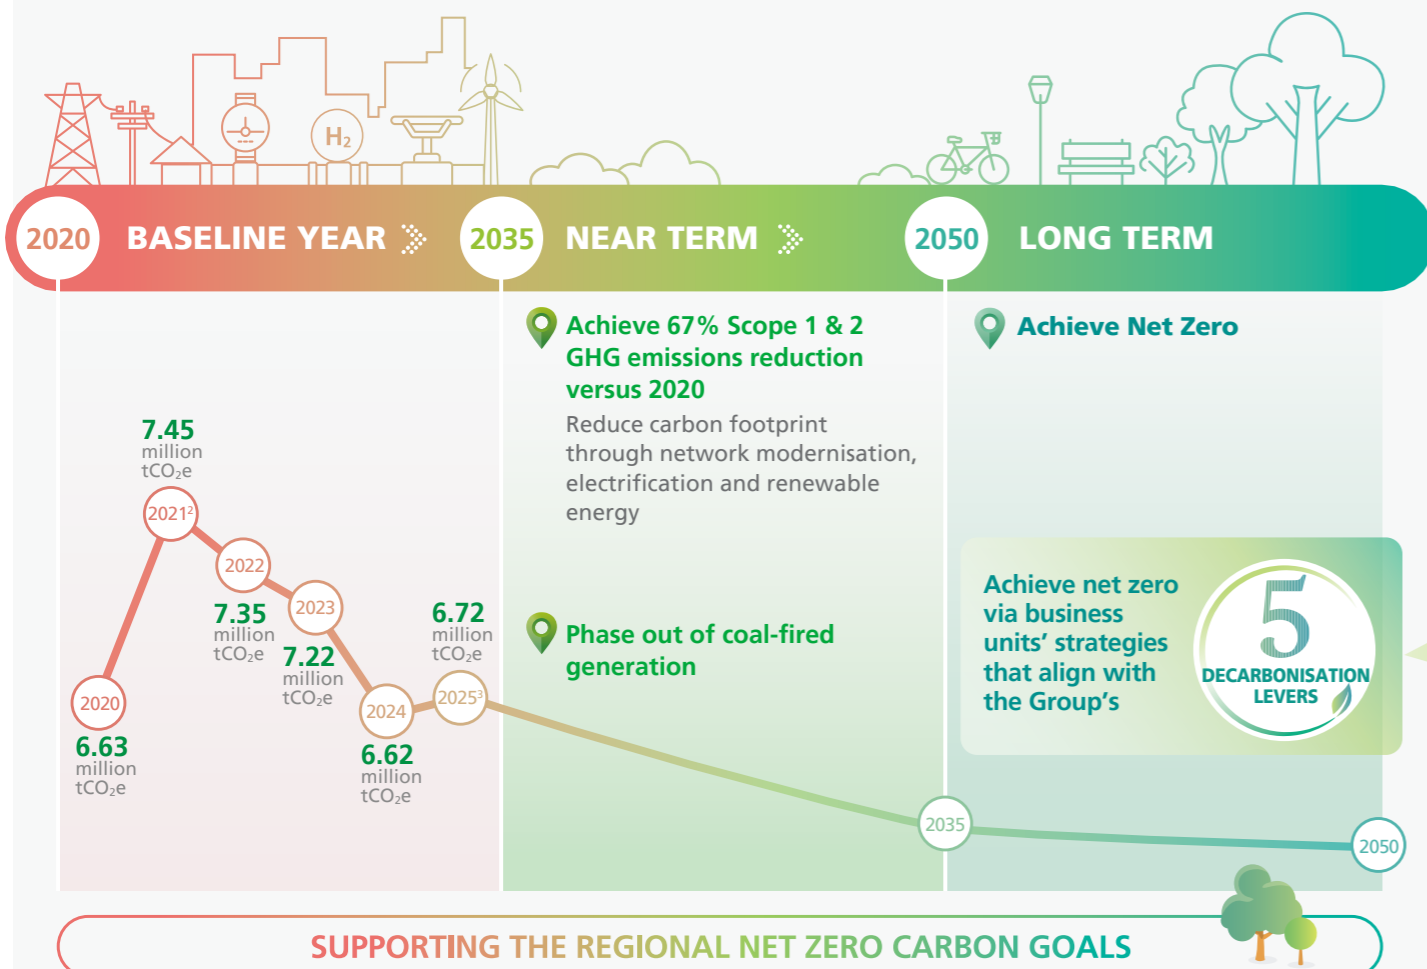 H₂
2020
BASELINE YEAR
2035
NEAR TERM
2050
LONG TERM
7.45
million
tCO₂e
2021²
2022
7.35
million
tCO₂e
2023
7.22
million
tCO₂e
2020
6.63
million
tCO₂e
2024
6.62
million
tCO₂e
6.72
million
tCO₂e
2025³
Achieve 67% Scope 1 & 2
GHG emissions reduction
versus 2020
Reduce carbon footprint
through network modernisation,
electrification and renewable
energy
Phase out of coal-fired
generation
2035
Achieve Net Zero
Achieve net zero
via business
units' strategies
that align with
the Group's
5
DECARBONISATION
LEVERS
2050
SUPPORTING THE REGIONAL NET ZERO CARBON GOALS